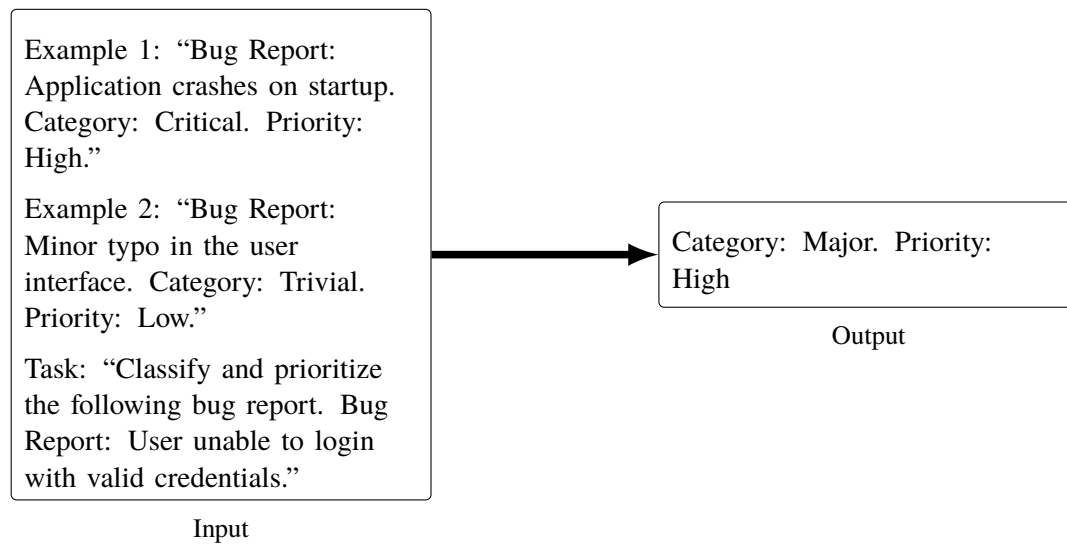 Example 1: “Bug Report:
Application crashes on startup.
Category: Critical. Priority:
High.”
Example 2: “Bug Report:
Minor typo in the user
interface. Category: Trivial.
Priority: Low.”
Task: “Classify and prioritize
the following bug report. Bug
Report: User unable to login
with valid credentials.”
Input
Category: Major. Priority:
High
Output